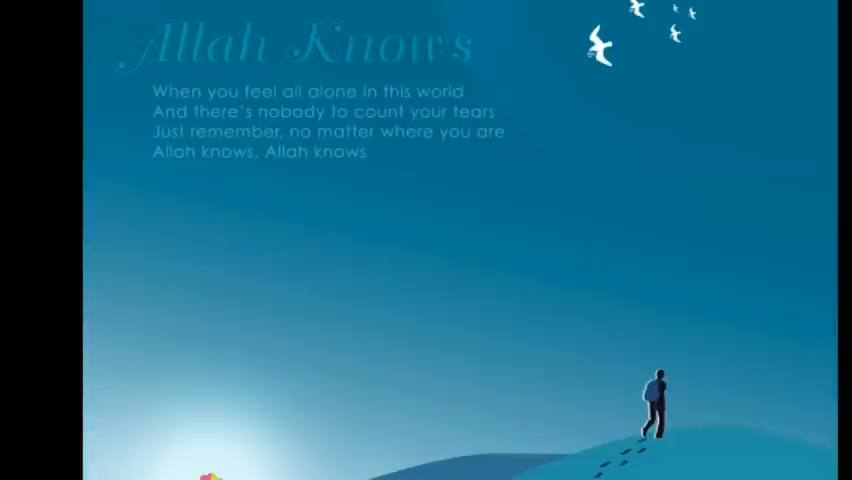 Allah Knows
When you feel all alone in this world
And there's nobody to count your tears
Just remember, no matter where you are
Allah knows, Allah knows